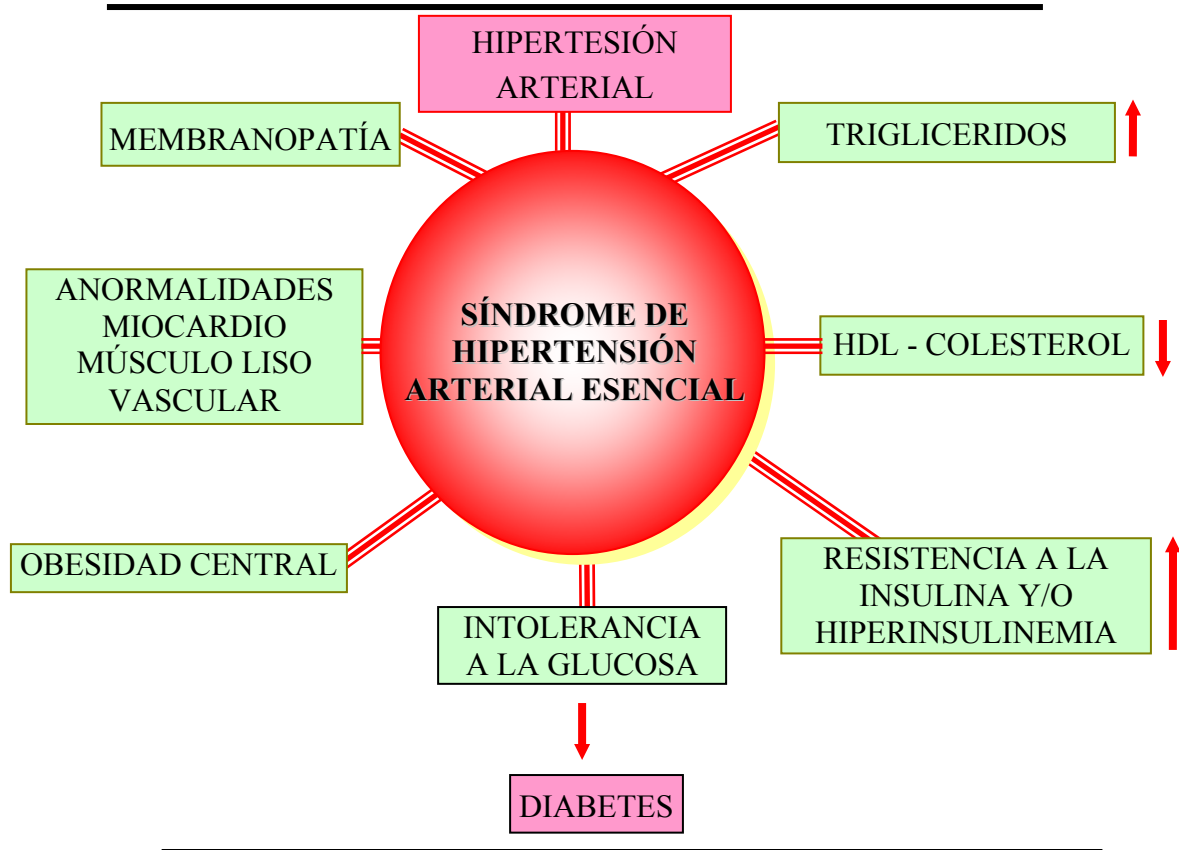 HIPERTESIÓN
ARTERIAL
MEMBRANOPATÍA
TRIGLICERIDOS
ANORMALIDADES
MIOCARDIO
MÚSCULO LISO
VASCULAR
SÍNDROME DE
HIPERTENSIÓN
ARTERIAL ESENCIAL
HDL - COLESTEROL
OBESIDAD CENTRAL
RESISTENCIA A LA
INSULINA Y/O
HIPERINSULINEMIA
INTOLERANCIA
A LA GLUCOSA
DIABETES